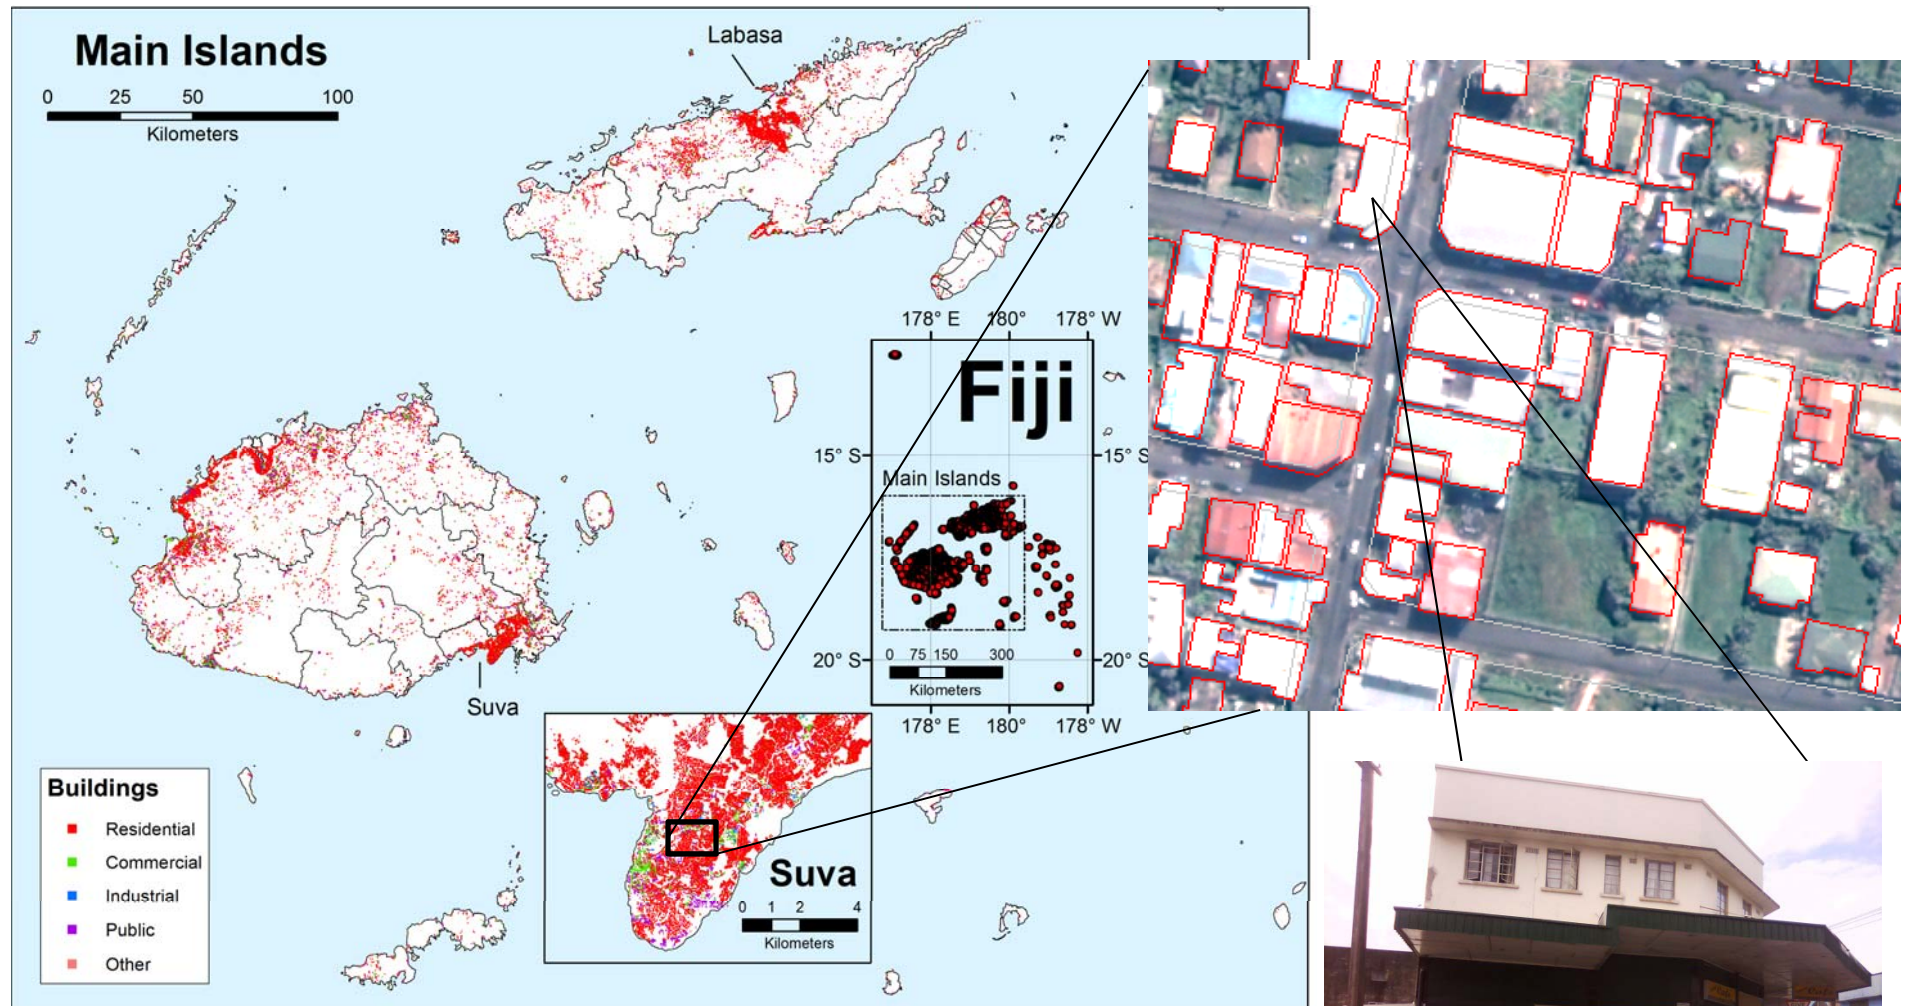 Main Islands
0 25 50 100
Kilometers
Labasa
Suva
178° E 180° 178° W
Fiji
15° S 15° S
Main Islands
20° S 20° S
0 75 150 300
Kilometers
178° E 180° 178° W
Buildings
Residential
Commercial
Industrial
Public
Other
Suva
0 1 2 4
Kilometers